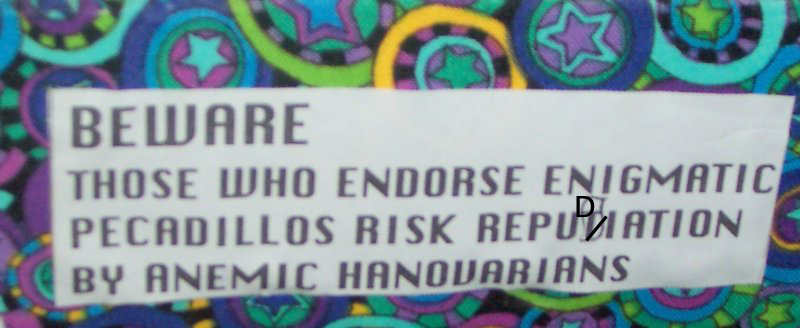 BEWARE
THOSE WHO ENDORSE ENIGMATIC
PECADILLOS RISK REPUDIATION
BY ANEMIC HANOVARIANS